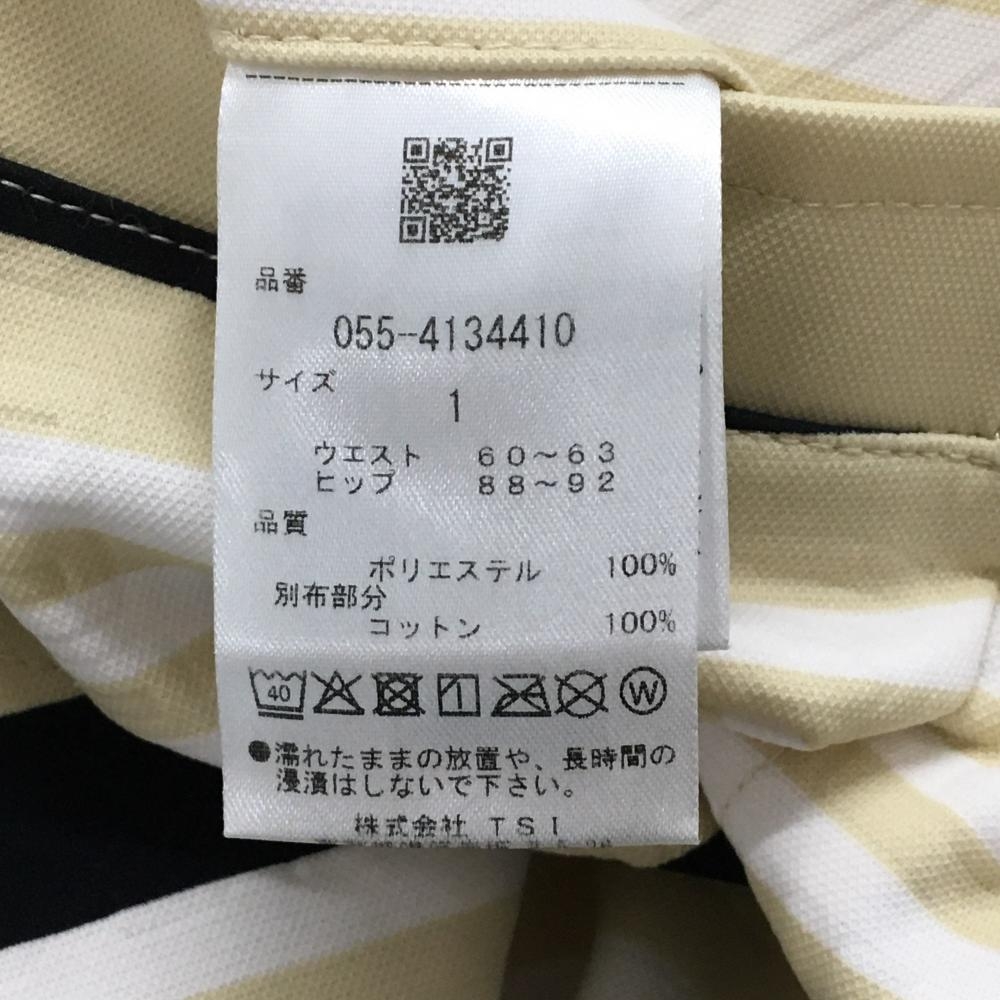 品番
055-4134410
サイズ
1
ウエスト 60～63
ヒップ 88～92
品質
ポリエステル 100%
別布部分
コットン 100%
40 1 W
●濡れたままの放置や、長時間の
浸漬はしないで下さい。
株式会社 TSI